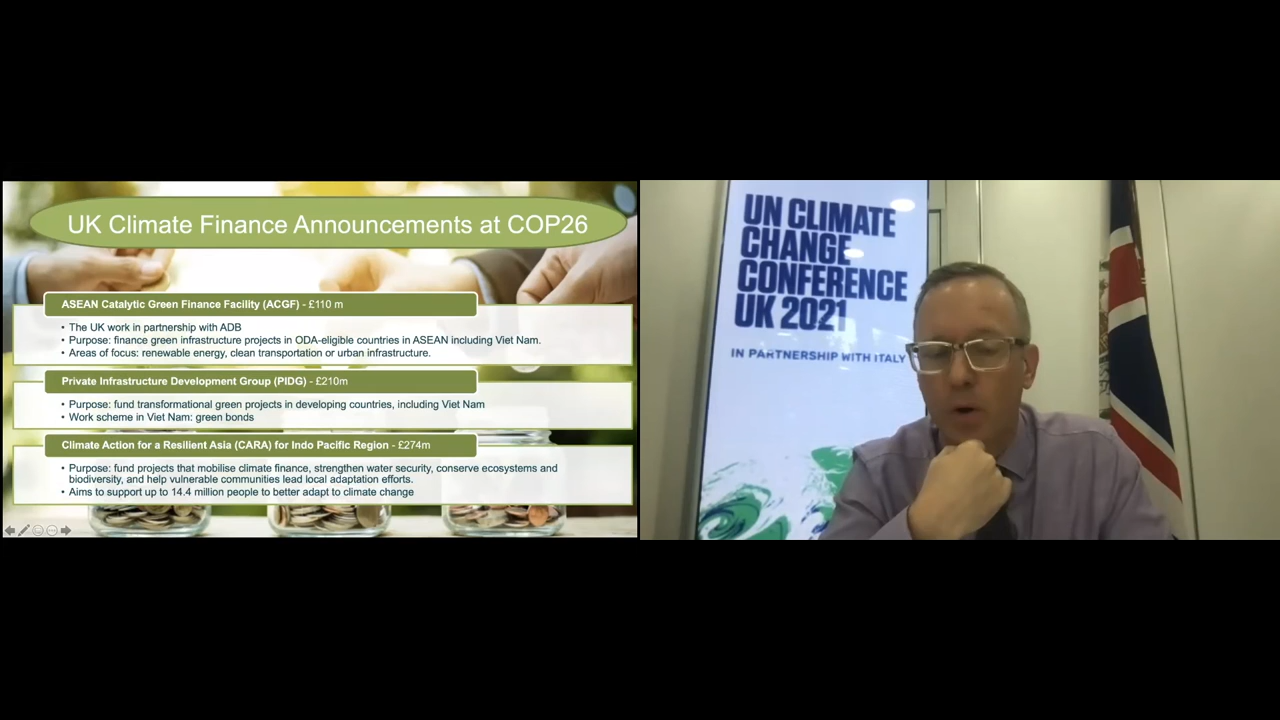 UK Climate Finance Announcements at COP26
ASEAN Catalytic Green Finance Facility (ACGF) - £110 m
• The UK work in partnership with ADB
• Purpose: finance green infrastructure projects in ODA-eligible countries in ASEAN including Viet Nam.
• Areas of focus: renewable energy, clean transportation or urban infrastructure.
Private Infrastructure Development Group (PIDG) - £210m
• Purpose: fund transformational green projects in developing countries, including Viet Nam
• Work scheme in Viet Nam: green bonds
Climate Action for a Resilient Asia (CARA) for Indo Pacific Region - £274m
• Purpose: fund projects that mobilise climate finance, strengthen water security, conserve ecosystems and
biodiversity, and help vulnerable communities lead local adaptation efforts.
• Aims to support up to 14.4 million people to better adapt to climate change
UN CLIMATE
CHANGE
CONFERENCE
UK 2021
IN PARTNERSHIP WITH ITALY